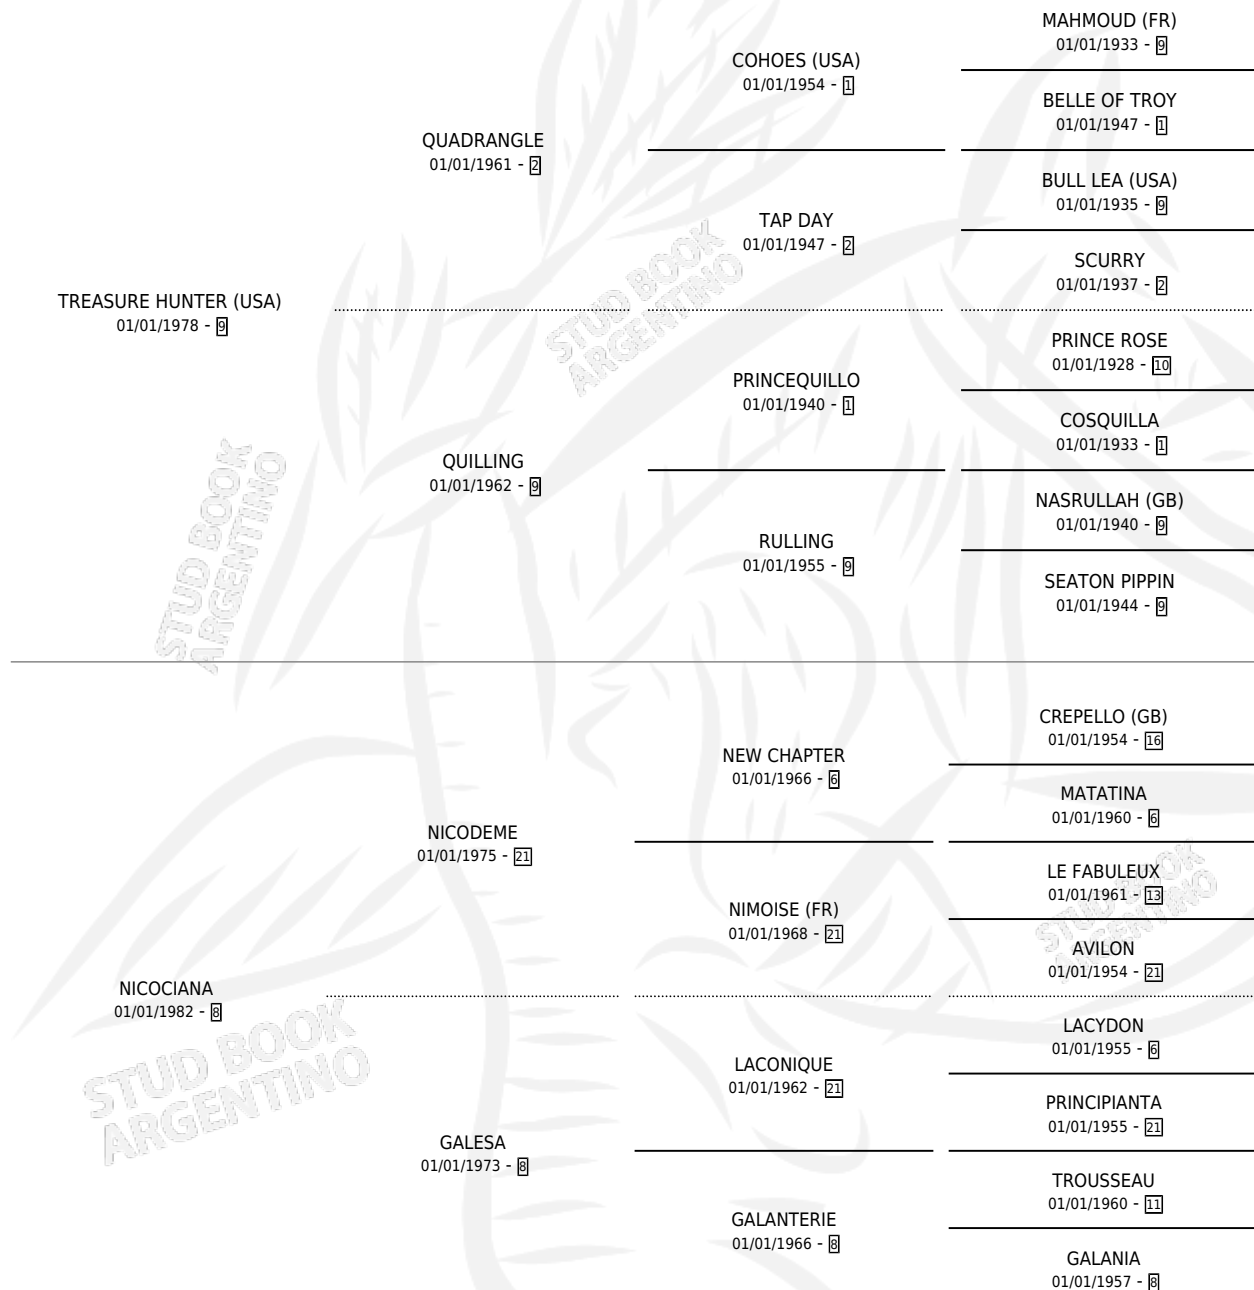 TREASURE HUNTER (USA)
01/01/1978 - 9
QUADRANGLE
01/01/1961 - 2
QUILLING
01/01/1962 - 9
COHOES (USA)
01/01/1954 - 1
TAP DAY
01/01/1947 - 2
PRINCEQUILLO
01/01/1940 - 1
RULLING
01/01/1955 - 9
MAHMOUD (FR)
01/01/1933 - 9
BELLE OF TROY
01/01/1947 - 1
BULL LEA (USA)
01/01/1935 - 9
SCURRY
01/01/1937 - 2
PRINCE ROSE
01/01/1928 - 10
COSQUILLA
01/01/1933 - 1
NASRULLAH (GB)
01/01/1940 - 9
SEATON PIPPIN
01/01/1944 - 9
NICOCIANA
01/01/1982 - 8
NICODEME
01/01/1975 - 21
GALESA
01/01/1973 - 8
NEW CHAPTER
01/01/1966 - 6
NIMOISE (FR)
01/01/1968 - 21
LACONIQUE
01/01/1962 - 21
GALANTERIE
01/01/1966 - 8
CREPELLO (GB)
01/01/1954 - 16
MATATINA
01/01/1960 - 6
LE FABULEUX
01/01/1961 - 13
AVILON
01/01/1954 - 21
LACYDON
01/01/1955 - 6
PRINCIPIANTA
01/01/1955 - 21
TROUSSEAU
01/01/1960 - 11
GALANIA
01/01/1957 - 8
STUD BOOK
ARGENTINO
STUD BOOK
ARGENTINO
STUD BOOK
ARGENTINO
STUD BOOK
ARGENTINO